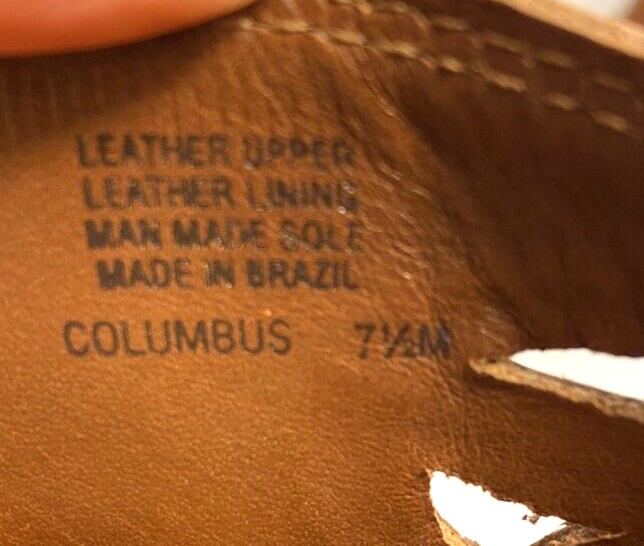 LEATHER UPPER
LEATHER LINING
MAN MADE SOLE
MADE IN BRAZIL
COLUMBUS 7½M